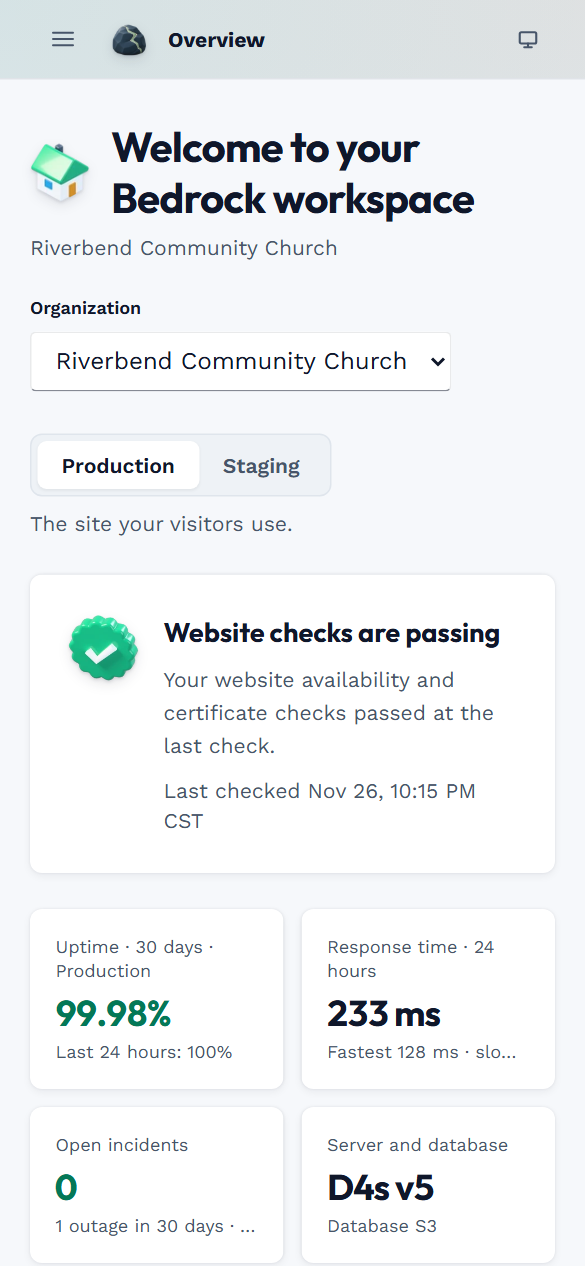 Overview
Welcome to your
Bedrock workspace
Riverbend Community Church
Organization
Riverbend Community Church
Production
Staging
The site your visitors use.
Website checks are passing
Your website availability and
certificate checks passed at the
last check.
Last checked Nov 26, 10:15 PM
CST
Uptime · 30 days ·
Production
99.98%
Last 24 hours: 100%
Response time · 24
hours
233 ms
Fastest 128 ms · slo…
Open incidents
0
1 outage in 30 days · …
Server and database
D4s v5
Database S3